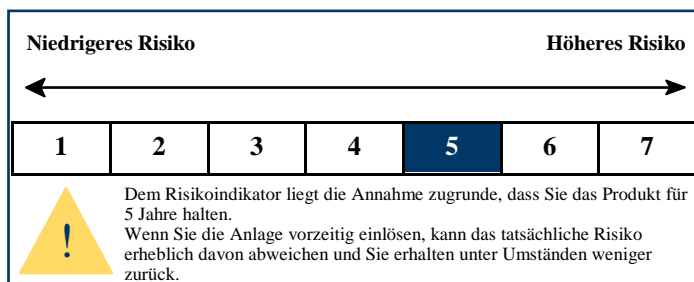 Niedrigeres Risiko Höheres Risiko
1 2 3 4 5 6 7
! Dem Risikoindikator liegt die Annahme zugrunde, dass Sie das Produkt für
5 Jahre halten.
Wenn Sie die Anlage vorzeitig einlösen, kann das tatsächliche Risiko
erheblich davon abweichen und Sie erhalten unter Umständen weniger
zurück.